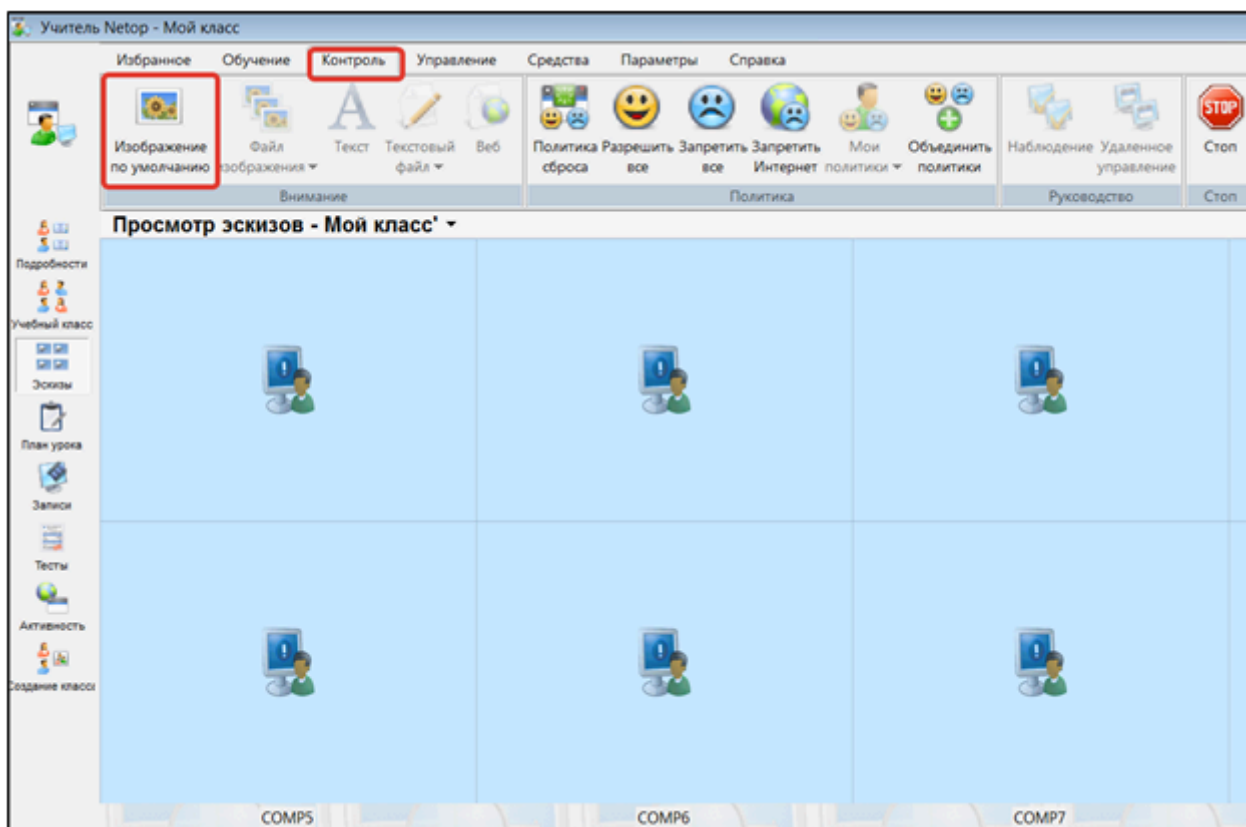 Учитель Netop - Мой класс
Избранное Обучение Контроль Управление Средства Параметры Справка
Изображение по умолчанию
Файл изображения
Текст
Текстовый файл
Веб
Политика сброса
Разрешить все
Запретить все
Запретить Интернет
Мои политики
Объединить политики
Наблюдение
Удаленное управление
STOP
Стоп
Внимание Политика Руководство Стоп
Просмотр эскизов - Мой класс'
Подробности
Учебный класс
Эскизы
План урока
Записи
Тесты
Активность
Создание класса
COMP5 COMP6 COMP7